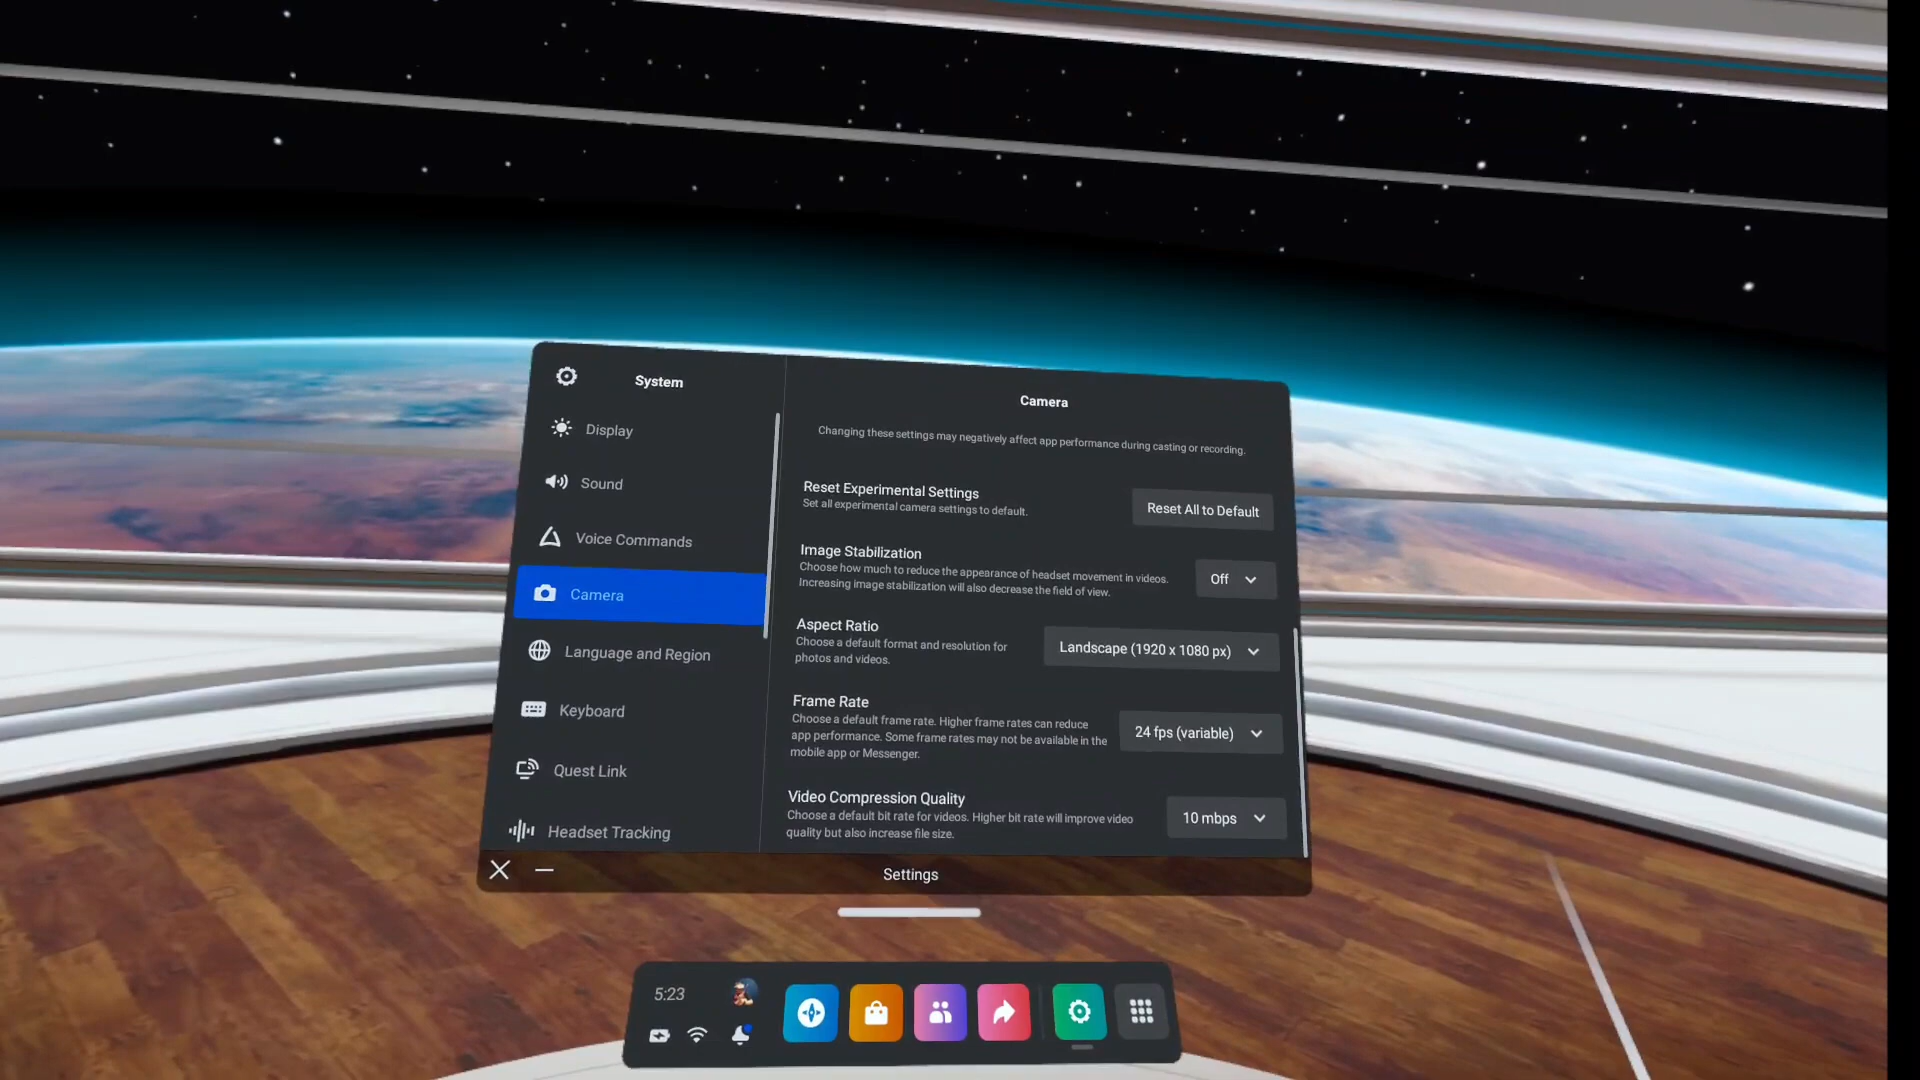 System
Display
Sound
Voice Commands
Camera
Language and Region
Keyboard
Quest Link
Headset Tracking
Camera
Changing these settings may negatively affect app performance during casting or recording.
Reset Experimental Settings
Set all experimental camera settings to default.
Reset All to Default
Image Stabilization
Choose how much to reduce the appearance of headset movement in videos.
Increasing image stabilization will also decrease the field of view.
Off
Aspect Ratio
Choose a default format and resolution for
photos and videos.
Landscape (1920 x 1080 px)
Frame Rate
Choose a default frame rate. Higher frame rates can reduce
app performance. Some frame rates may not be available in the
mobile app or Messenger.
24 fps (variable)
Video Compression Quality
Choose a default bit rate for videos. Higher bit rate will improve video
quality but also increase file size.
10 mbps
Settings
5:23